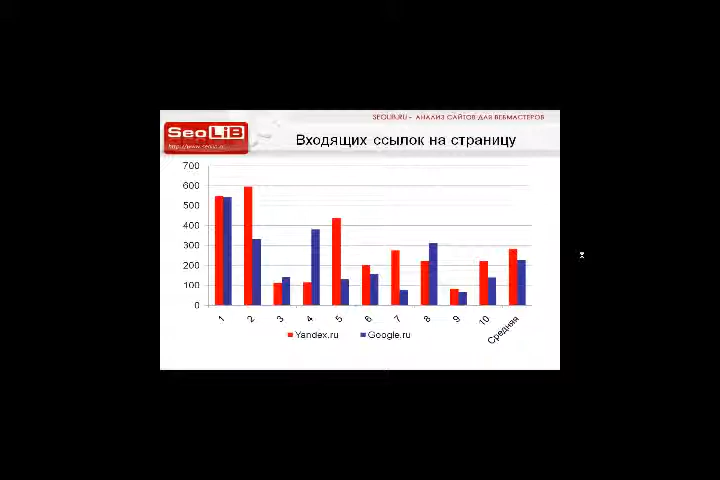 SEOLIB.RU - АНАЛИЗ САЙТОВ ДЛЯ ВЕБМАСТЕРОВ
SeoLiB
Входящих ссылок на страницу
700
600
500
400
300
200
100
0
1 2 3 4 5 6 7 8 9 10 Средняя
Yandex.ru Google.ru